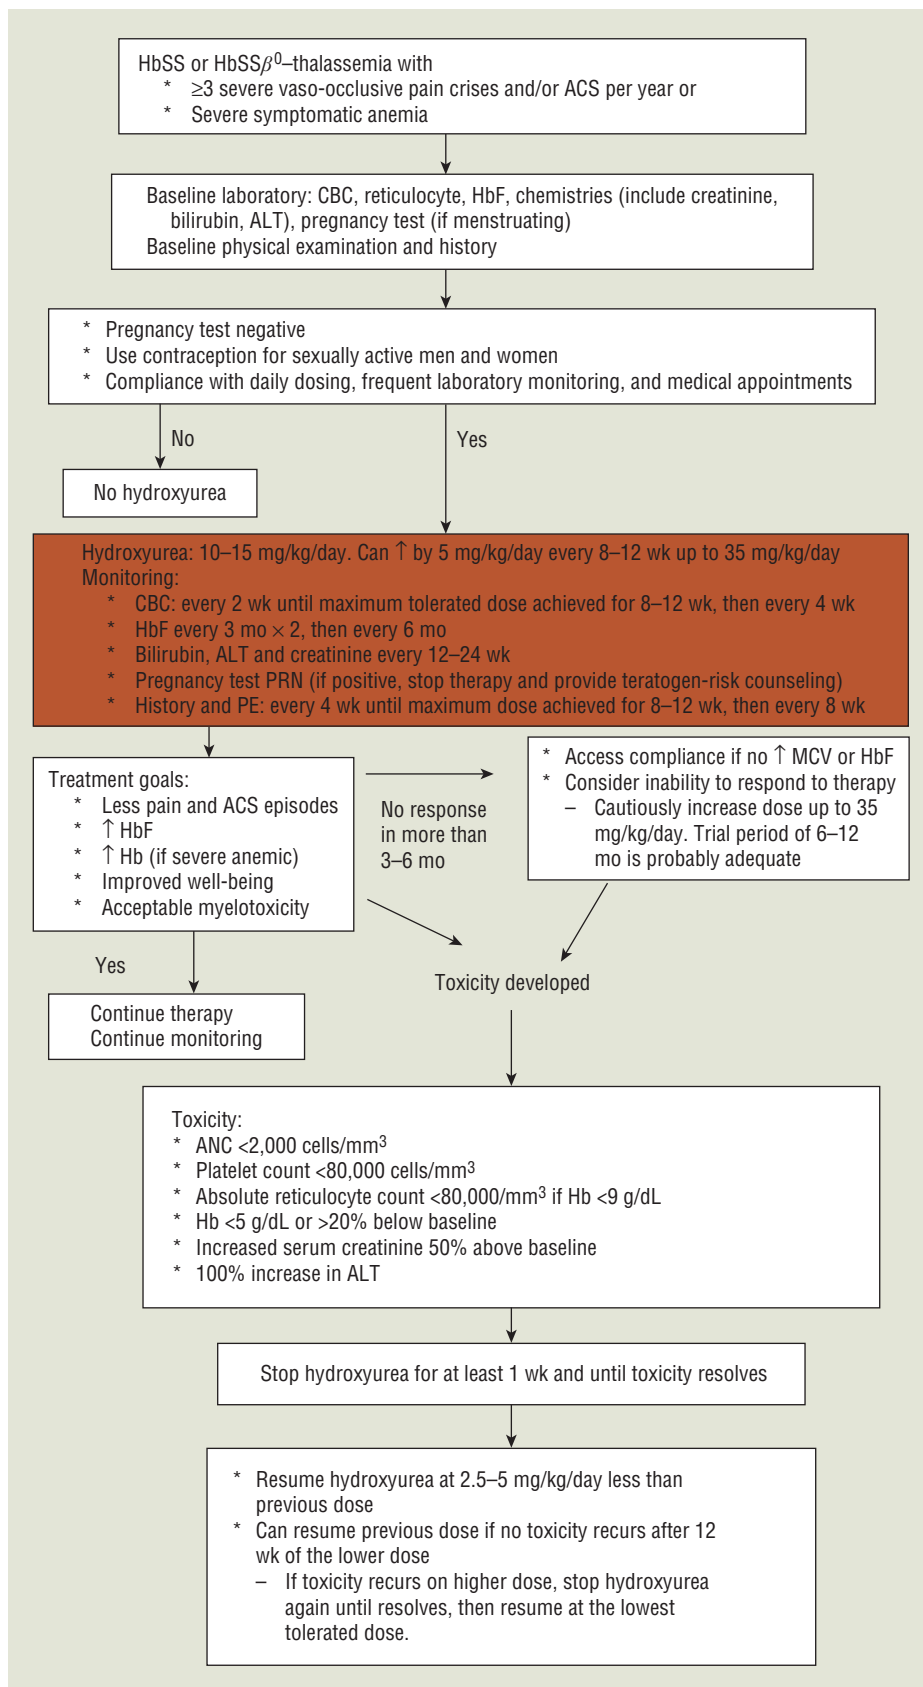 HbSS or HbSSβ⁰–thalassemia with
* ≥3 severe vaso-occlusive pain crises and/or ACS per year or
* Severe symptomatic anemia
Baseline laboratory: CBC, reticulocyte, HbF, chemistries (include creatinine,
bilirubin, ALT), pregnancy test (if menstruating)
Baseline physical examination and history
* Pregnancy test negative
* Use contraception for sexually active men and women
* Compliance with daily dosing, frequent laboratory monitoring, and medical appointments
No
Yes
No hydroxyurea
Hydroxyurea: 10–15 mg/kg/day. Can ↑ by 5 mg/kg/day every 8–12 wk up to 35 mg/kg/day
Monitoring:
* CBC: every 2 wk until maximum tolerated dose achieved for 8–12 wk, then every 4 wk
* HbF every 3 mo × 2, then every 6 mo
* Bilirubin, ALT and creatinine every 12–24 wk
* Pregnancy test PRN (if positive, stop therapy and provide teratogen-risk counseling)
* History and PE: every 4 wk until maximum dose achieved for 8–12 wk, then every 8 wk
Treatment goals:
* Less pain and ACS episodes
* ↑ HbF
* ↑ Hb (if severe anemic)
* Improved well-being
* Acceptable myelotoxicity
No response
in more than
3–6 mo
* Access compliance if no ↑ MCV or HbF
* Consider inability to respond to therapy
– Cautiously increase dose up to 35
mg/kg/day. Trial period of 6–12
mo is probably adequate
Yes
Continue therapy
Continue monitoring
Toxicity developed
Toxicity:
* ANC <2,000 cells/mm³
* Platelet count <80,000 cells/mm³
* Absolute reticulocyte count <80,000/mm³ if Hb <9 g/dL
* Hb <5 g/dL or >20% below baseline
* Increased serum creatinine 50% above baseline
* 100% increase in ALT
Stop hydroxyurea for at least 1 wk and until toxicity resolves
* Resume hydroxyurea at 2.5–5 mg/kg/day less than
previous dose
* Can resume previous dose if no toxicity recurs after 12
wk of the lower dose
– If toxicity recurs on higher dose, stop hydroxyurea
again until resolves, then resume at the lowest
tolerated dose.